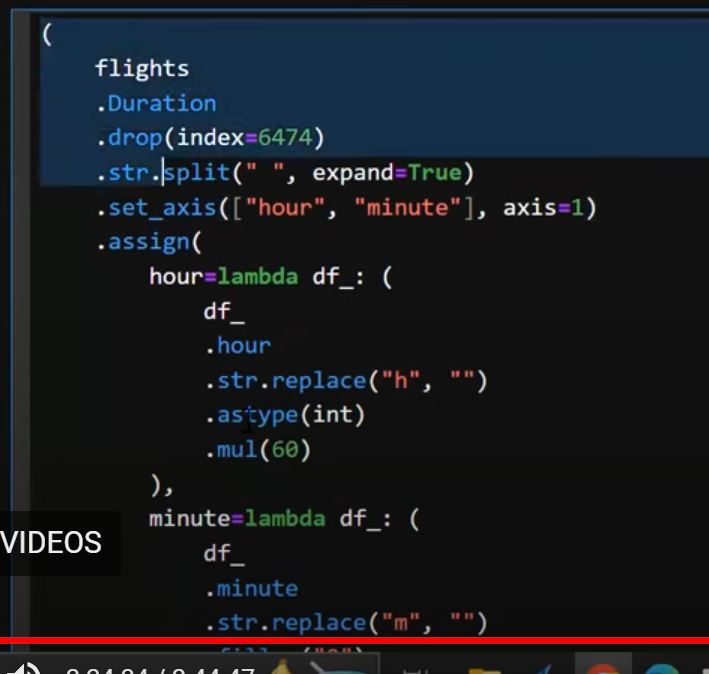 (
flights
.Duration
.drop(index=6474)
.str.split(" ", expand=True)
.set_axis(["hour", "minute"], axis=1)
.assign(
hour=lambda df_: (
df_
.hour
.str.replace("h", "")
.astype(int)
.mul(60)
),
minute=lambda df_: (
VIDEOS
df_
.minute
.str.replace("m", "")